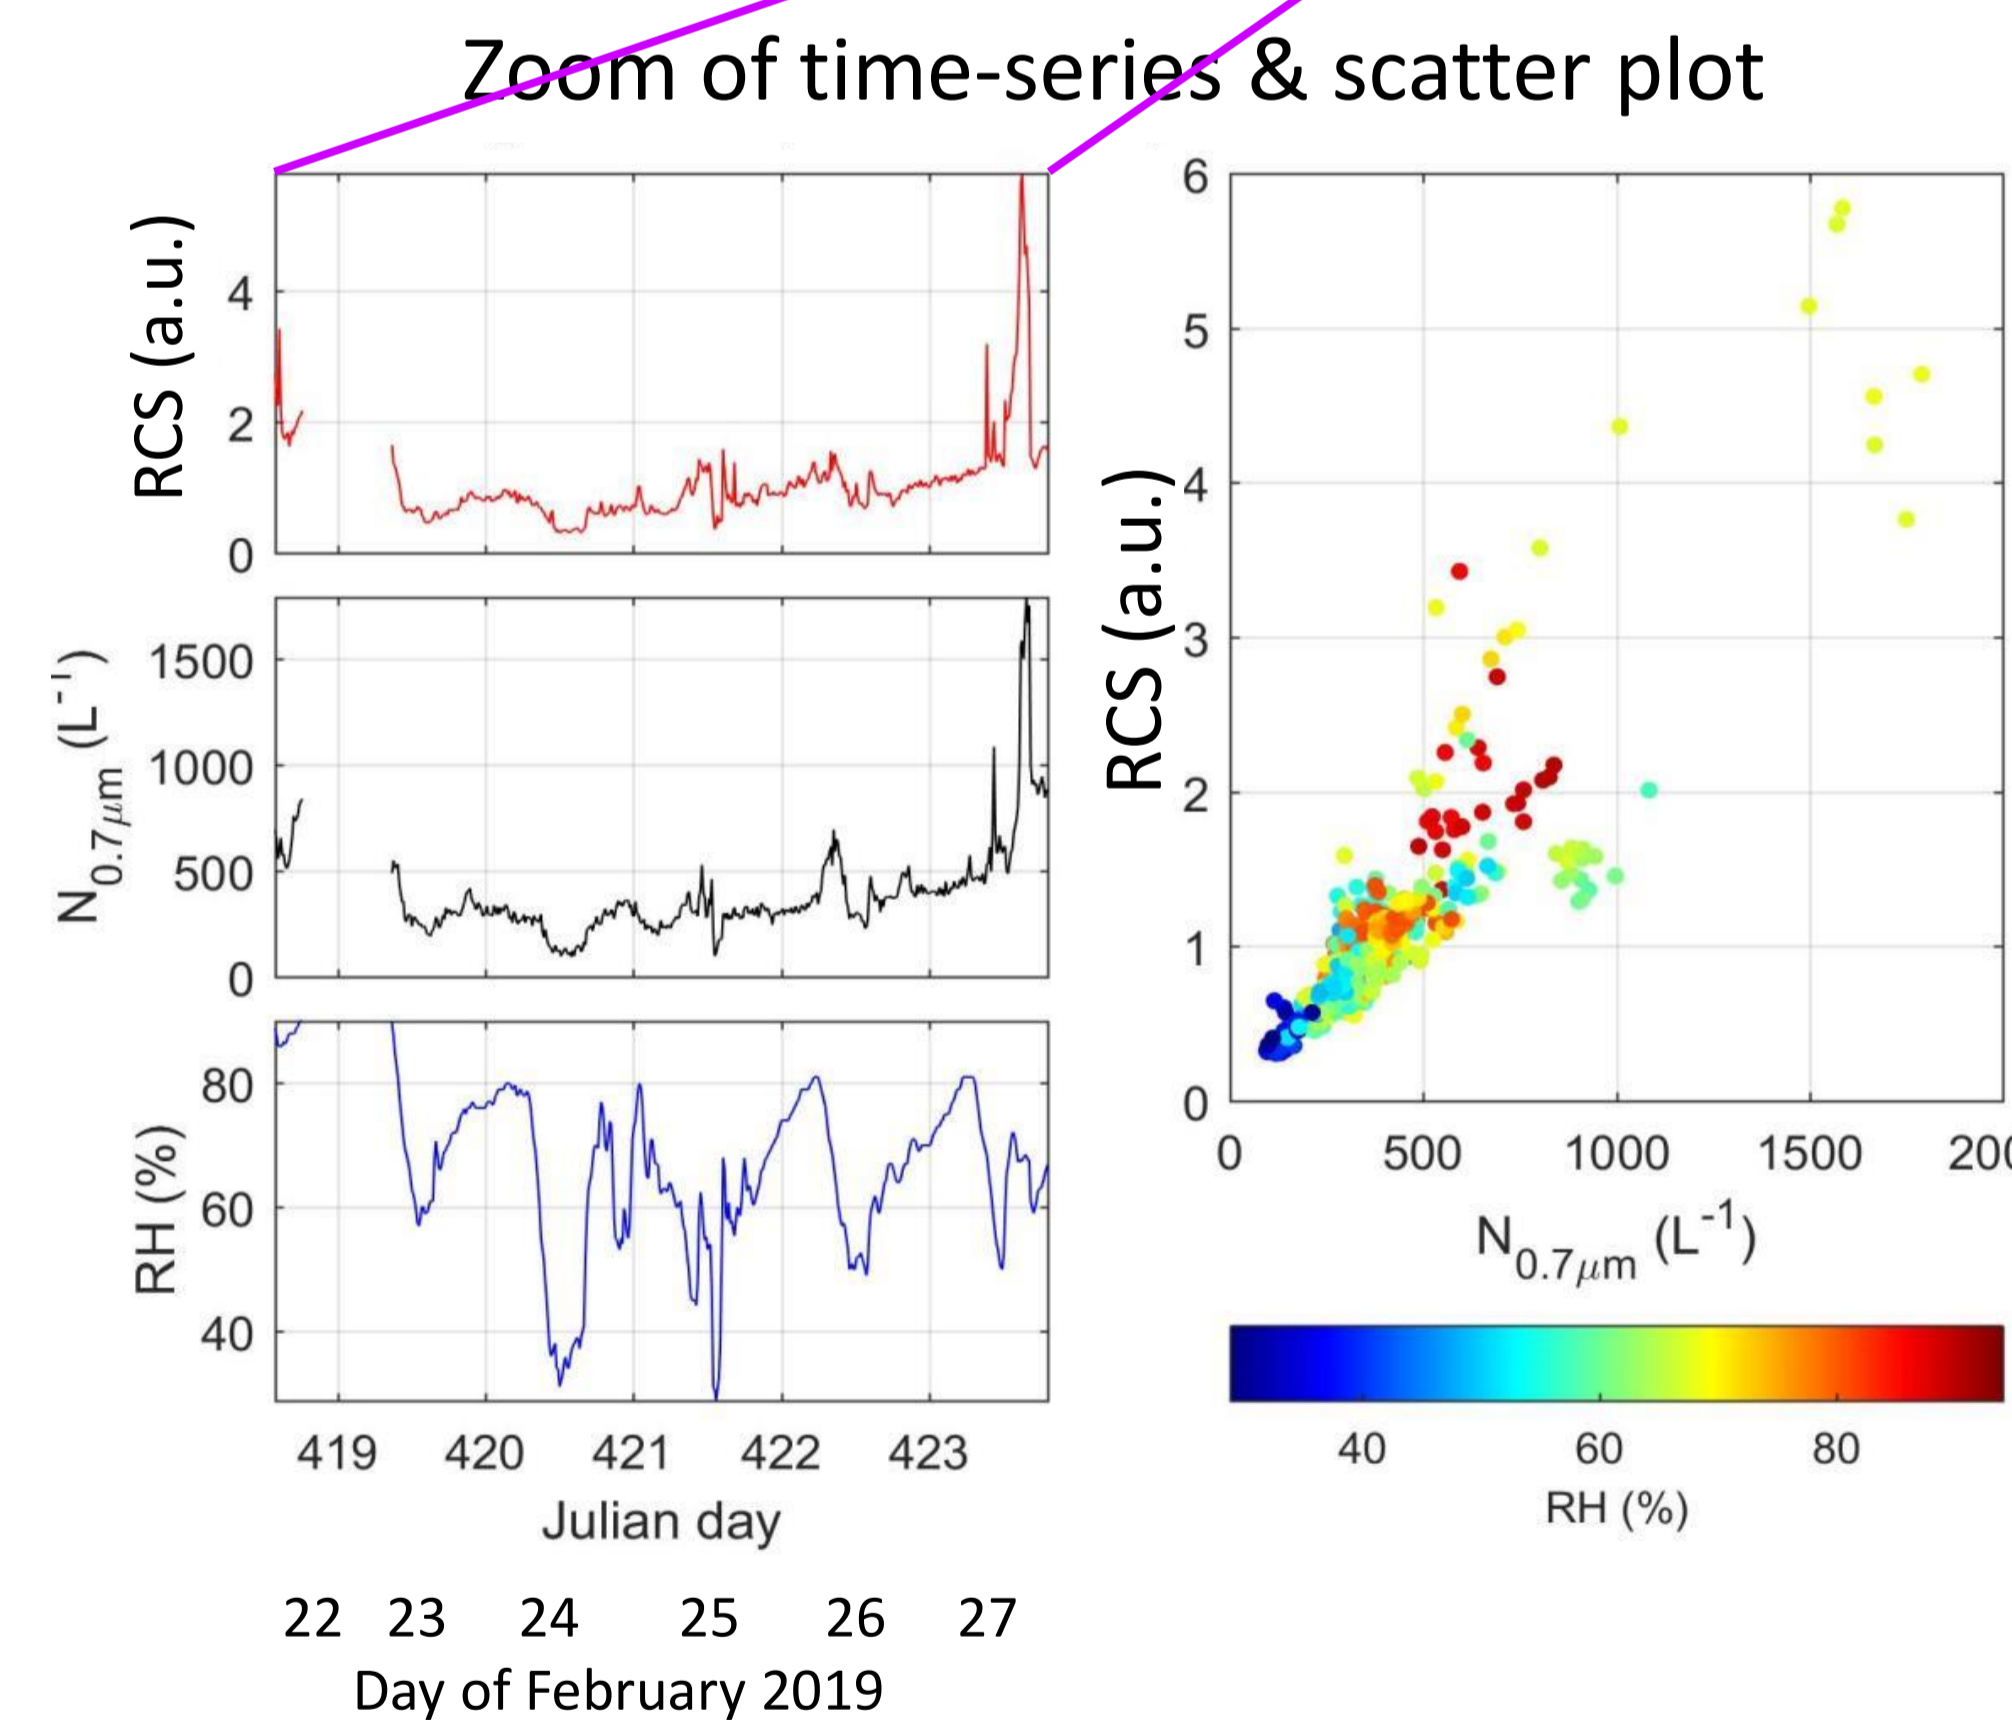 Zoom of time-series & scatter plot
RCS (a.u.)
4
2
0
N0.7μm (L-1)
1500
1000
500
0
RH (%)
80
60
40
419 420 421 422 423
Julian day
22 23 24 25 26 27
Day of February 2019
RCS (a.u.)
6
5
4
3
2
1
0
0 500 1000 1500
N0.7μm (L-1)
40 60 80
RH (%)